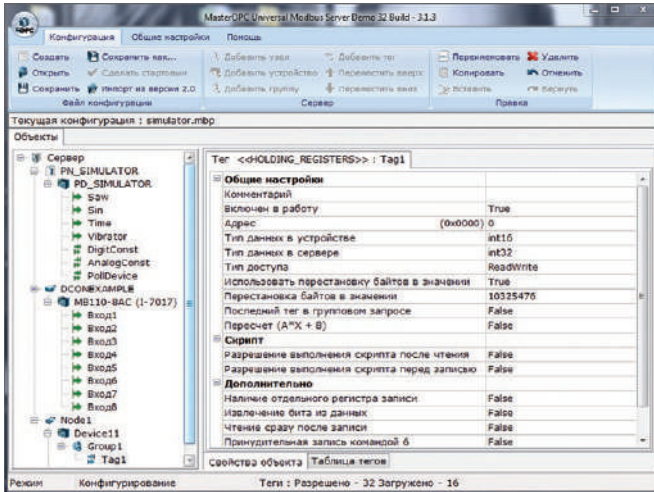 MasterOPC Universal Modbus Server Demo 32 Build - 3.1.3
Конфигурация Общие настройки Помощь
Создать Сохранить как... Добавить узел Добавить тег Переименовать Удалить
Открыть Сделать стартовым Добавить устройство Переместить вверх Копировать Отменить
Сохранить Импорт из версии 2.0 Добавить группу Переместить вниз Вставить Вернуть
Файл конфигурации Сервер Правка
Текущая конфигурация : simulator.mbp
Объекты
Сервер
PN_SIMULATOR
PD_SIMULATOR
Saw
Sin
Time
Vibrator
DigitConst
AnalogConst
PollDevice
DCONEXAMPLE
MB110-8AC (I-7017)
Вход1
Вход2
Вход3
Вход4
Вход5
Вход6
Вход7
Вход8
Node1
Device11
Group1
Tag1
Тег <<HOLDING_REGISTERS>> : Tag1
Общие настройки
Комментарий
Включен в работу True
Адрес (0x0000) 0
Тип данных в устройстве int16
Тип данных в сервере int32
Тип доступа ReadWrite
Использовать перестановку байтов в значении True
Перестановка байтов в значении 10325476
Последний тег в групповом запросе False
Пересчет (A*X + B) False
Скрипт
Разрешение выполнения скрипта после чтения False
Разрешение выполнения скрипта перед записью False
Дополнительно
Наличие отдельного регистра записи False
Извлечение бита из данных False
Чтение сразу после записи False
Принудительная запись командой 6 False
Свойства объекта Таблица тегов
Режим Конфигурирование Теги : Разрешено - 32 Загружено - 16